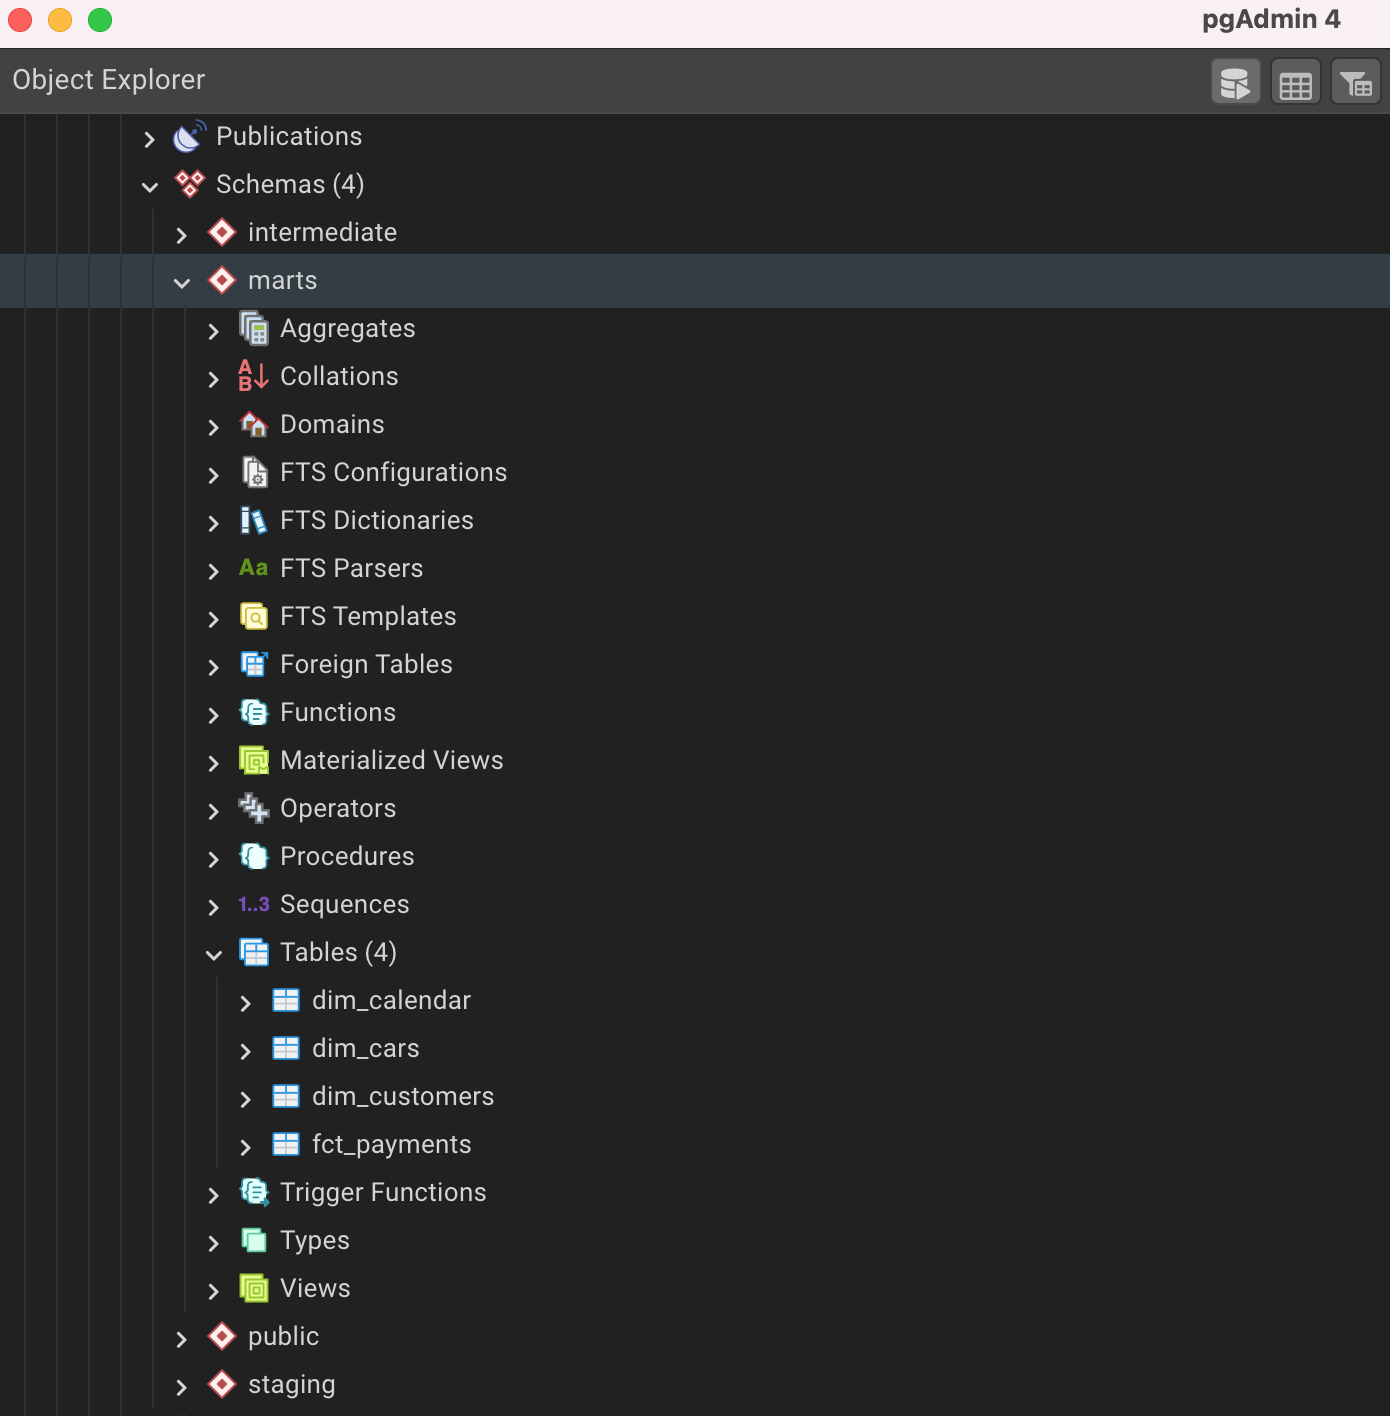 pgAdmin 4
Object Explorer
Publications
Schemas (4)
intermediate
marts
Aggregates
A
B
Collations
Domains
FTS Configurations
FTS Dictionaries
Aa FTS Parsers
FTS Templates
Foreign Tables
Functions
Materialized Views
Operators
Procedures
1..3 Sequences
Tables (4)
dim_calendar
dim_cars
dim_customers
fct_payments
Trigger Functions
Types
Views
public
staging